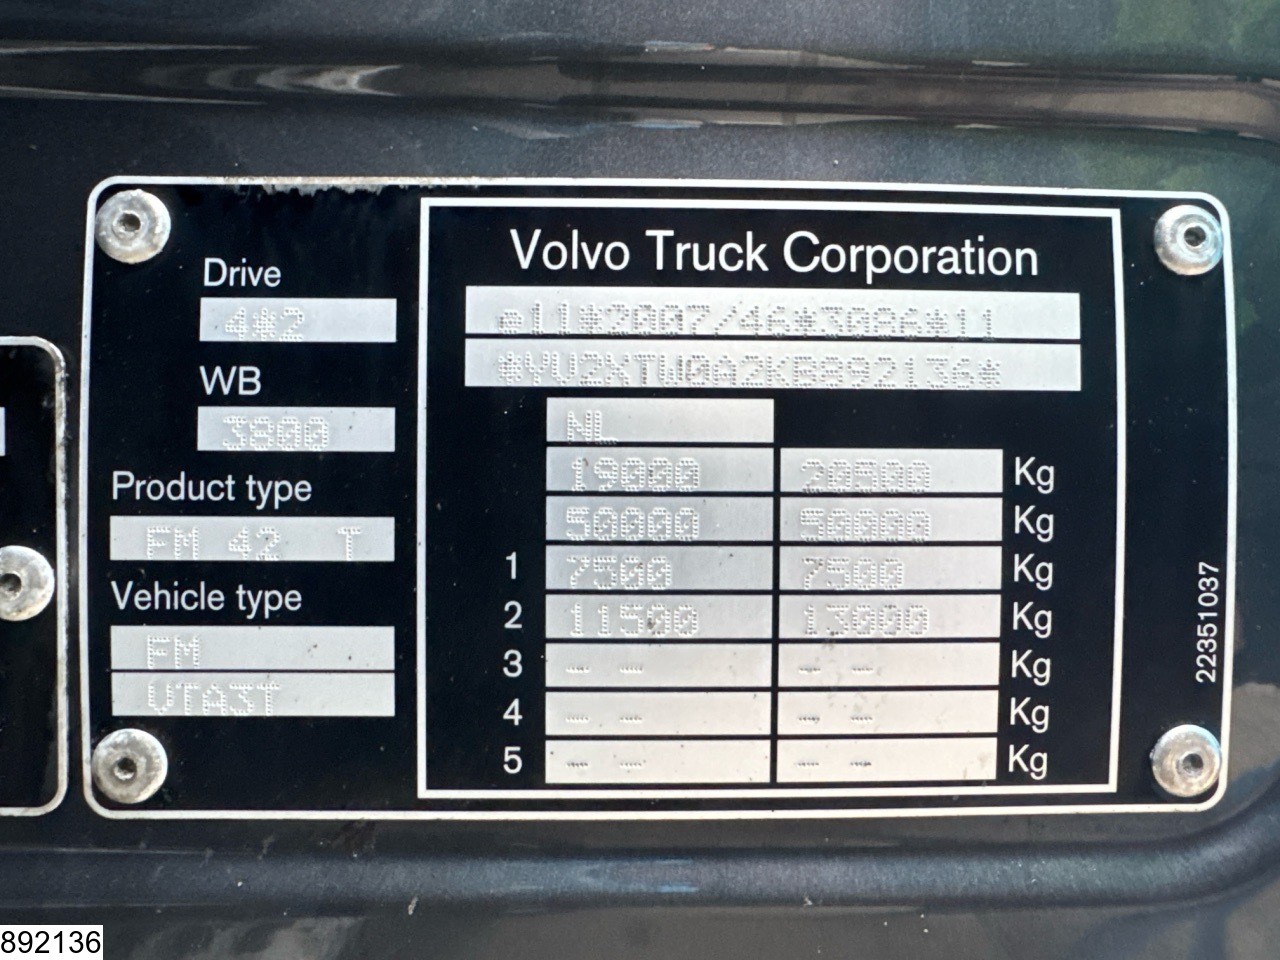 Drive
4*2
WB
3800
Product type
FM 42 T
Vehicle type
FM
VTA3T
Volvo Truck Corporation
e11*2007/46*3086*11
*YV2XTW0A2KB892136*
NL
19000 20500 Kg
50000 50000 Kg
1 7500 7500 Kg
2 11500 13000 Kg
3 -- -- -- -- Kg
4 -- -- -- -- Kg
5 -- -- -- -- Kg
22351037
892136